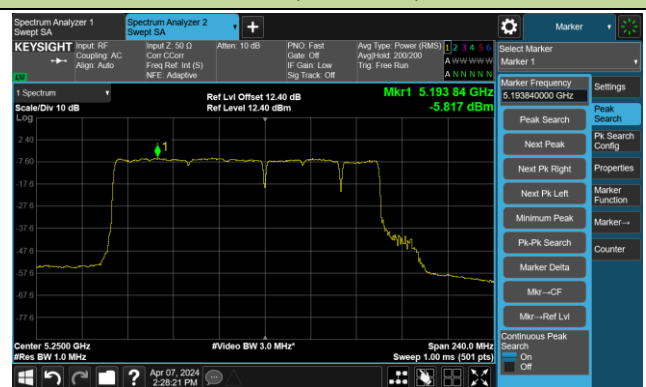 Spectrum Analyzer 1
Swept SA
Spectrum Analyzer 2
Swept SA
Marker
KEYSIGHT
Input: RF
Coupling: AC
Align: Auto
Input Z: 50 Ω
Corr CCorr
Freq Ref: Int (S)
NFE: Adaptive
Atten: 10 dB
PNO: Fast
Gate: Off
IF Gain: Low
Sig Track: Off
Avg Type: Power (RMS)
Avg|Hold: 200/200
Trig: Free Run
1 2 3 4 5 6
A W W W W W
A N N N N N
LV
1 Spectrum
Scale/Div 10 dB
Log
Ref Lvl Offset 12.40 dB
Ref Level 12.40 dBm
Mkr1 5.193 84 GHz
-5.817 dBm
1
2.40
-7.60
-17.6
-27.6
-37.6
-47.6
-57.6
-67.6
-77.6
Center 5.2500 GHz
#Res BW 1.0 MHz
#Video BW 3.0 MHz*
Span 240.0 MHz
Sweep 1.00 ms (501 pts)
Select Marker
Marker 1
Marker Frequency
5.193840000 GHz
Peak Search
Next Peak
Next Pk Right
Next Pk Left
Minimum Peak
Pk-Pk Search
Marker Delta
Mkr→CF
Mkr→Ref Lvl
Continuous Peak
Search
On
Off
Settings
Peak
Search
Pk Search
Config
Properties
Marker
Function
Marker→
Counter
?
Apr 07, 2024
2:28:21 PM